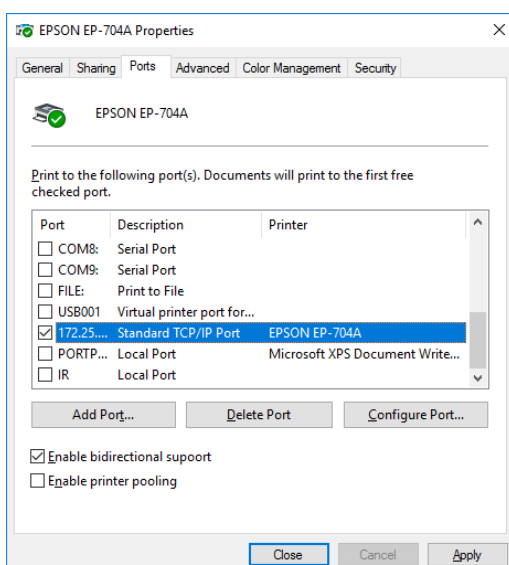 EPSON EP-704A Properties
General Sharing Ports Advanced Color Management Security
EPSON EP-704A
Print to the following port(s). Documents will print to the first free
checked port.
Port Description Printer
COM8: Serial Port
COM9: Serial Port
FILE: Print to File
USB001 Virtual printer port for...
172.25.... Standard TCP/IP Port EPSON EP-704A
PORTP... Local Port Microsoft XPS Document Write...
IR Local Port
Add Port... Delete Port Configure Port...
Enable bidirectional supoort
Enable printer pooling
Close Cancel Apply